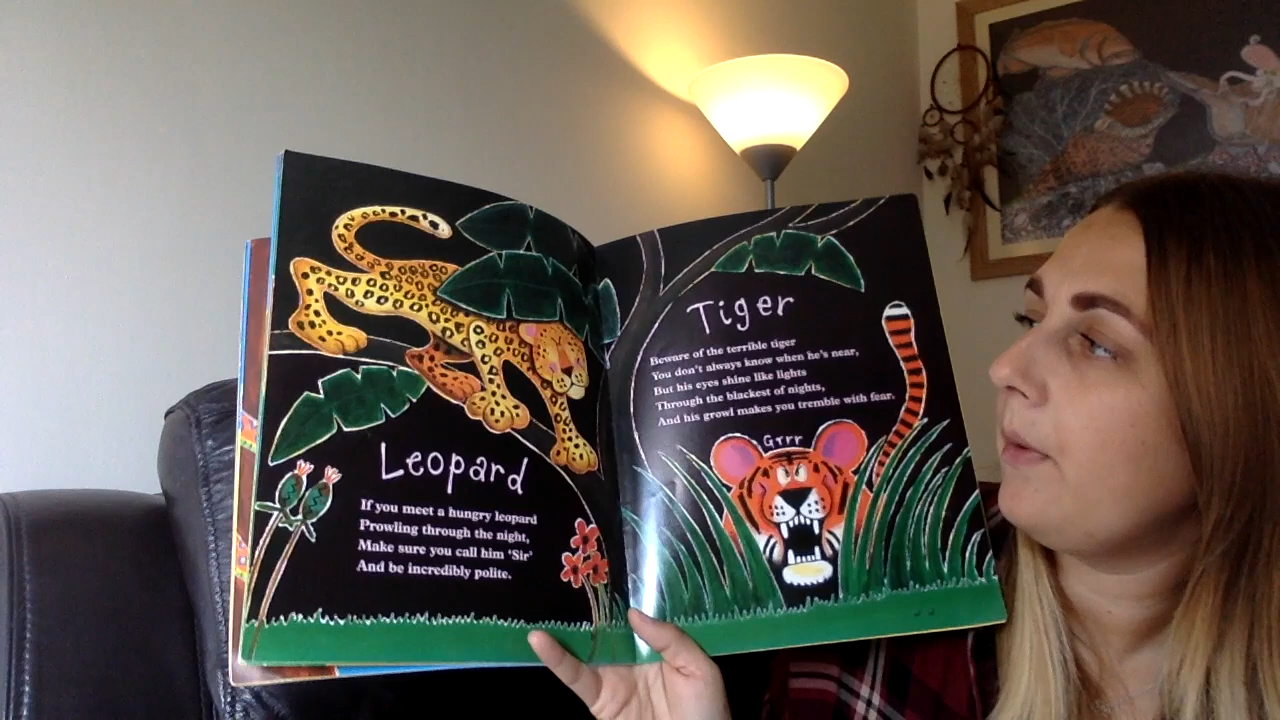 Leopard
If you meet a hungry leopard
Prowling through the night,
Make sure you call him ‘Sir’
And be incredibly polite.
Tiger
Beware of the terrible tiger
You don't always know when he's near,
But his eyes shine like lights
Through the blackest of nights,
And his growl makes you tremble with fear.
Grrr